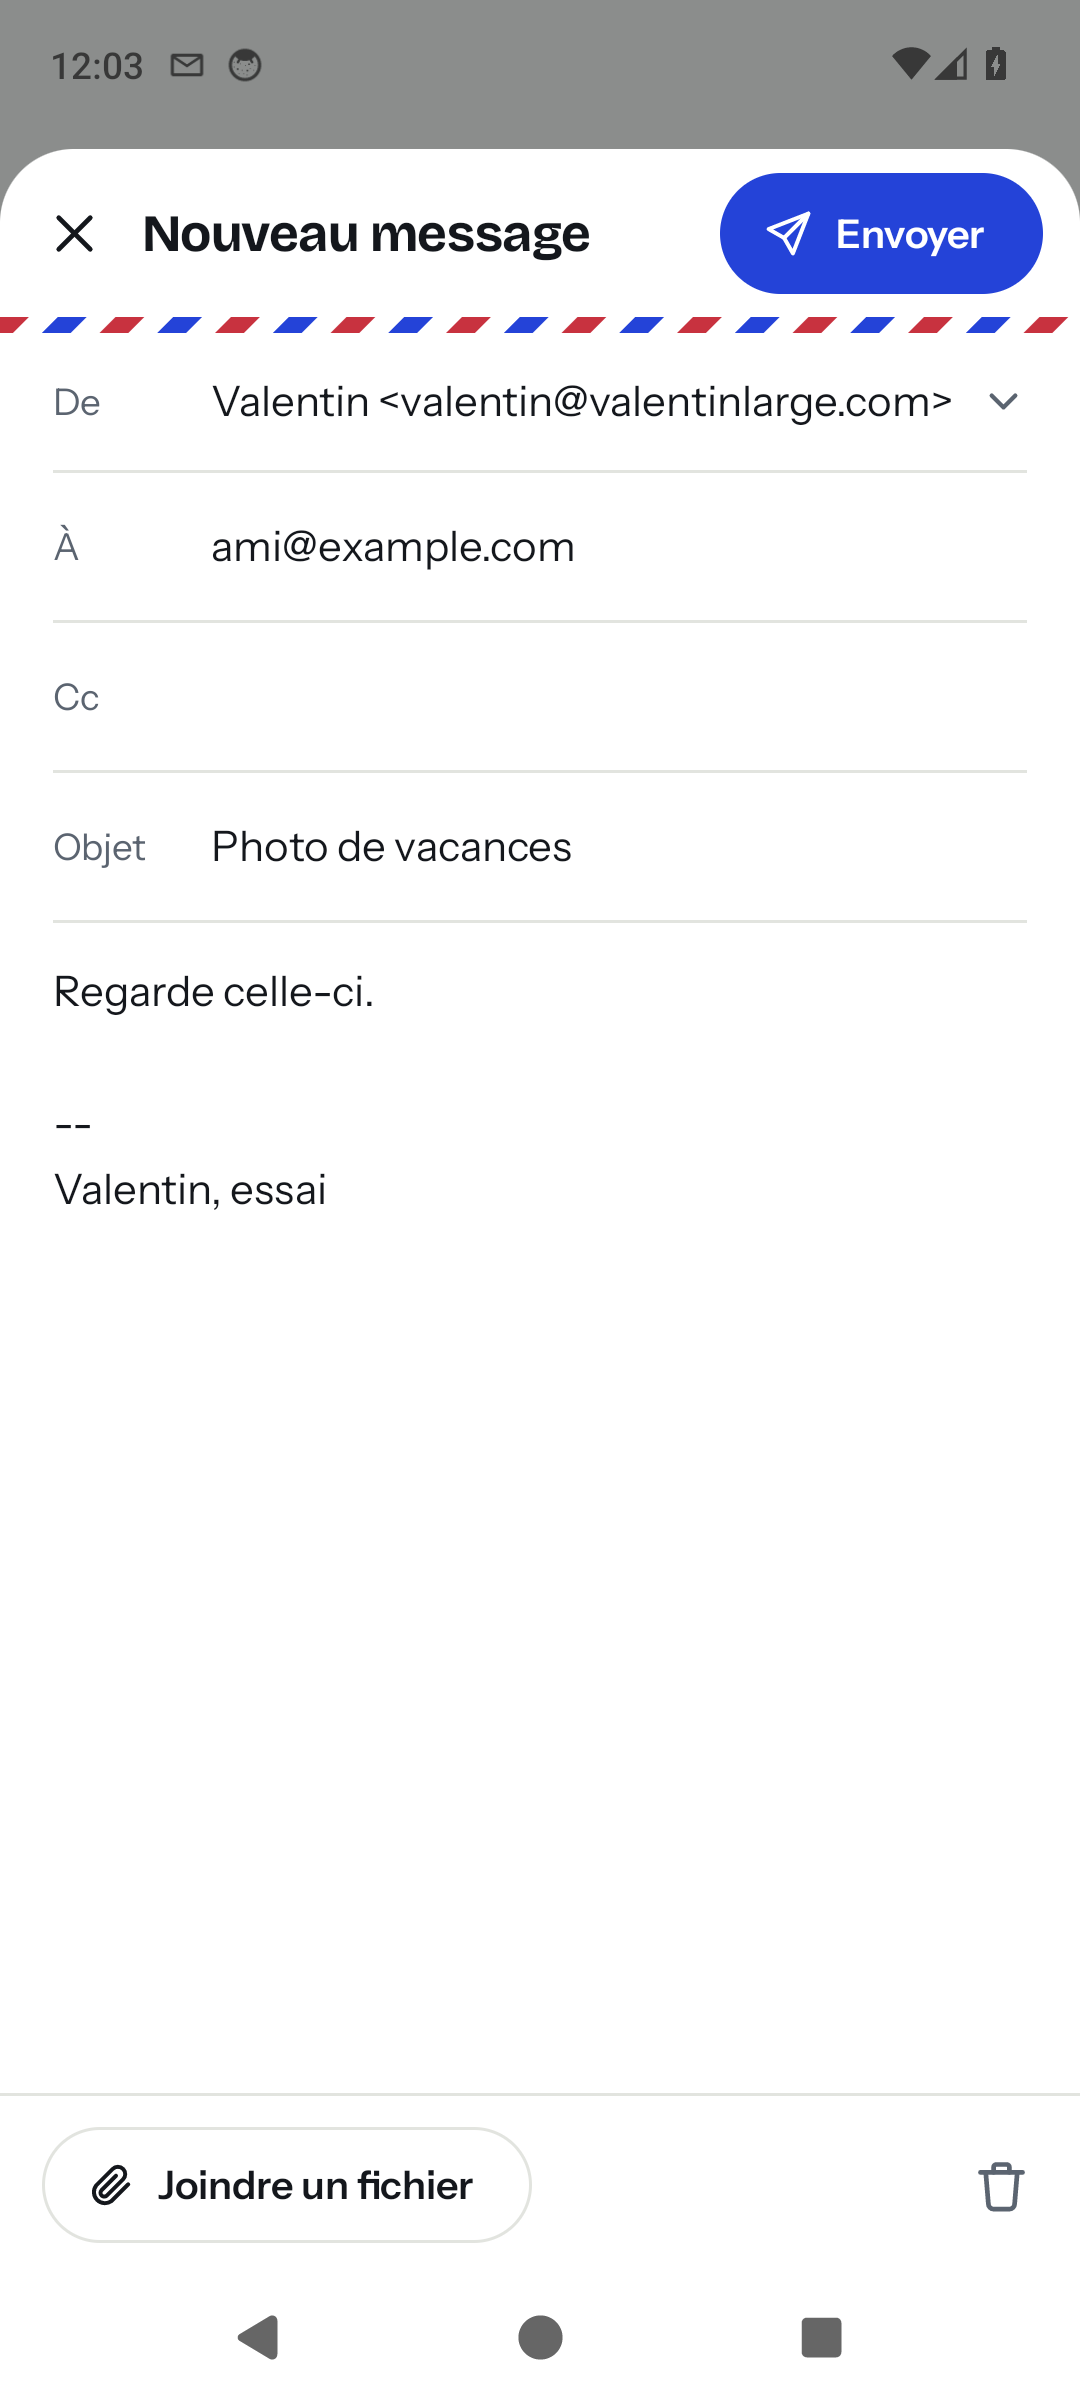 12:03
Nouveau message
Envoyer
De Valentin <valentin@valentinlarge.com>
À ami@example.com
Cc
Objet Photo de vacances
Regarde celle-ci.
--
Valentin, essai
Joindre un fichier